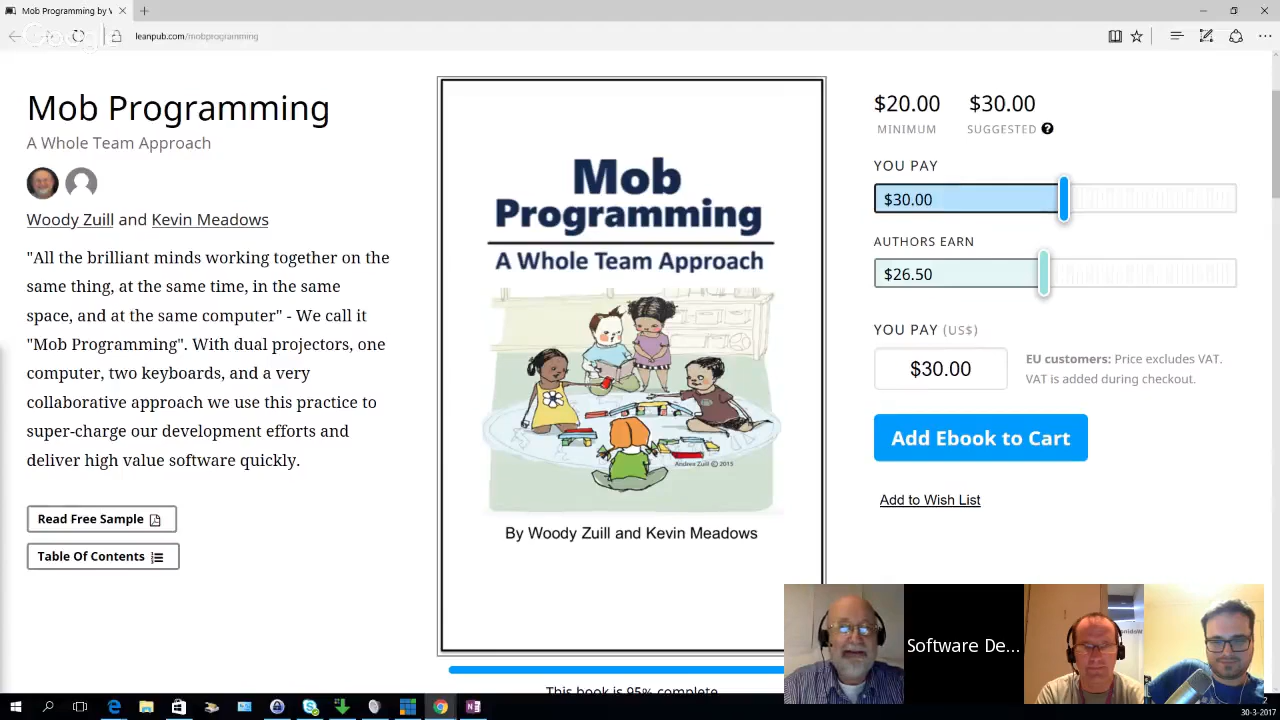 Mob Programming by W
leanpub.com/mobprogramming
Mob Programming
A Whole Team Approach
Woody Zuill and Kevin Meadows
"All the brilliant minds working together on the
same thing, at the same time, in the same
space, and at the same computer" - We call it
"Mob Programming". With dual projectors, one
computer, two keyboards, and a very
collaborative approach we use this practice to
super-charge our development efforts and
deliver high value software quickly.
Read Free Sample
Table Of Contents
Mob
Programming
A Whole Team Approach
Andrea Zuill © 2015
By Woody Zuill and Kevin Meadows
This book is 95% complete
$20.00 $30.00
MINIMUM SUGGESTED ?
YOU PAY
$30.00
AUTHORS EARN
$26.50
YOU PAY (US$)
$30.00
EU customers: Price excludes VAT.
VAT is added during checkout.
Add Ebook to Cart
Add to Wish List
Software De...
30-3-2017